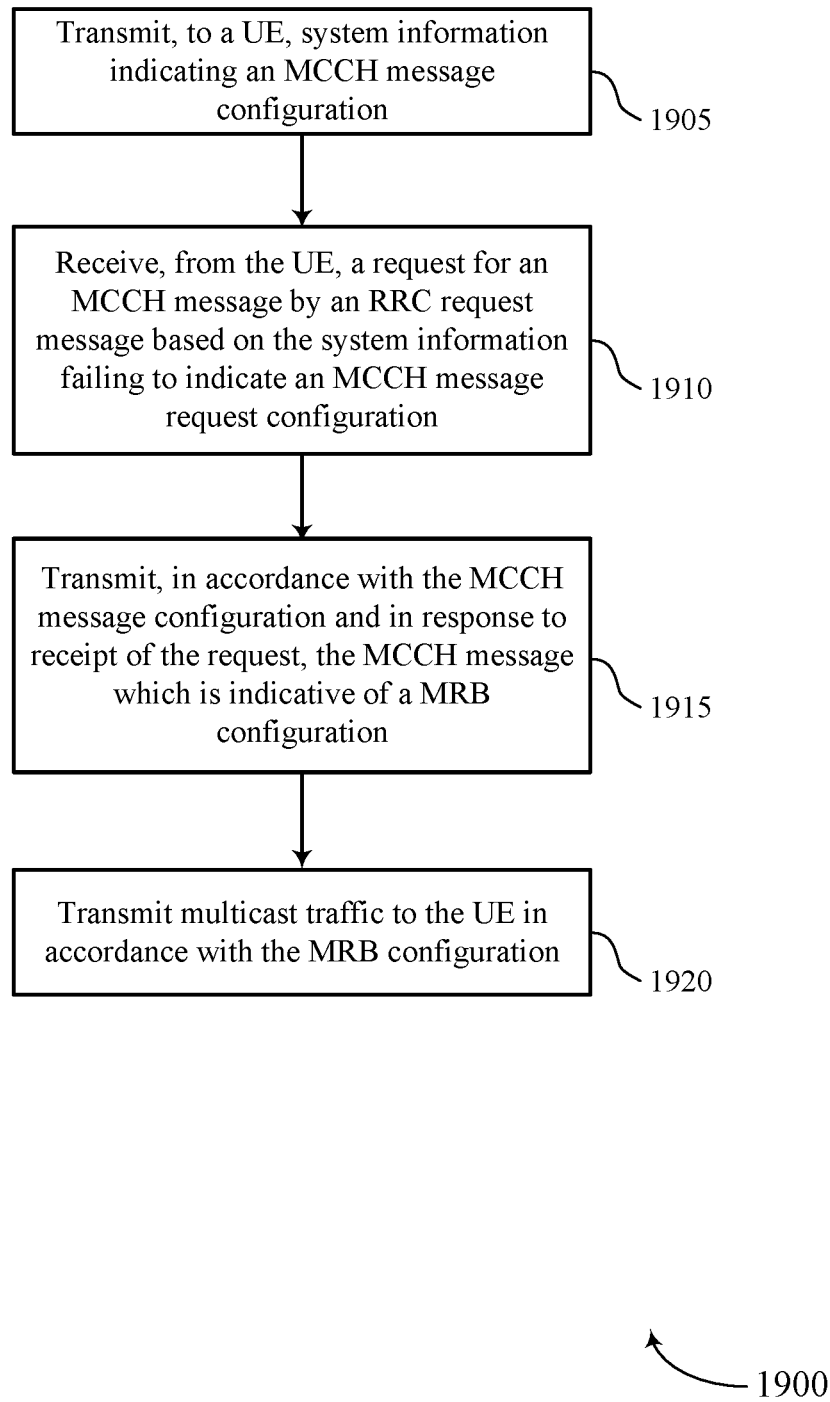 Transmit, to a UE, system information
indicating an MCCH message
configuration
1905
Receive, from the UE, a request for an
MCCH message by an RRC request
message based on the system information
failing to indicate an MCCH message
request configuration
1910
Transmit, in accordance with the MCCH
message configuration and in response to
receipt of the request, the MCCH message
which is indicative of a MRB
configuration
1915
Transmit multicast traffic to the UE in
accordance with the MRB configuration
1920
1900